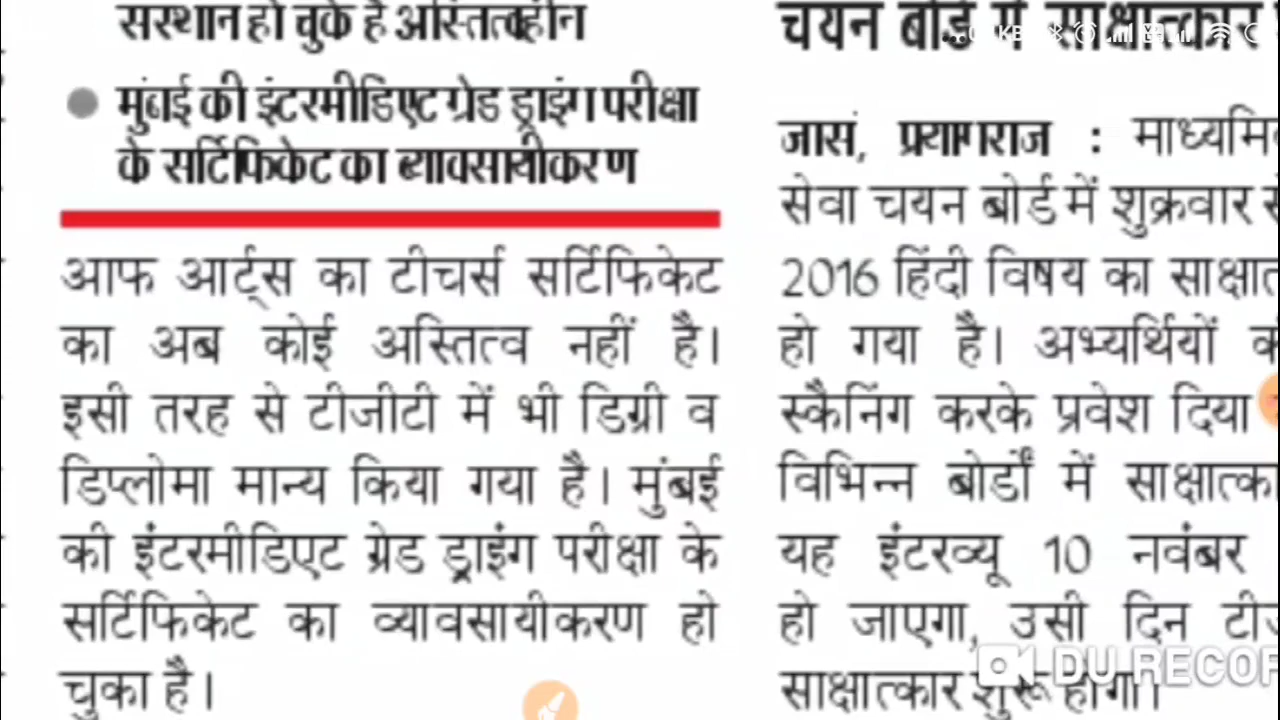 संस्थान हो चुके हैं अस्तित्वहीन
मुंबई की इंटरमीडिएट ग्रेड ड्राइंग परीक्षा
के सर्टिफिकेट का व्यावसायीकरण
आफ आर्ट्स का टीचर्स सर्टिफिकेट
का अब कोई अस्तित्व नहीं है।
इसी तरह से टीजीटी में भी डिग्री व
डिप्लोमा मान्य किया गया है। मुंबई
की इंटरमीडिएट ग्रेड ड्राइंग परीक्षा के
सर्टिफिकेट का व्यावसायीकरण हो
चुका है।
चयन बोर्ड में साक्षात्कार
जासं, प्रयागराज : माध्यमि
सेवा चयन बोर्ड में शुक्रवार
2016 हिंदी विषय का साक्षात
हो गया है। अभ्यर्थियों
स्कैनिंग करके प्रवेश दिया
विभिन्न बोर्डों में साक्षात्का
यह इंटरव्यू 10 नवंबर
हो जाएगा, उसी दिन टी
साक्षात्कार शुरू होगा।
DU RECOR